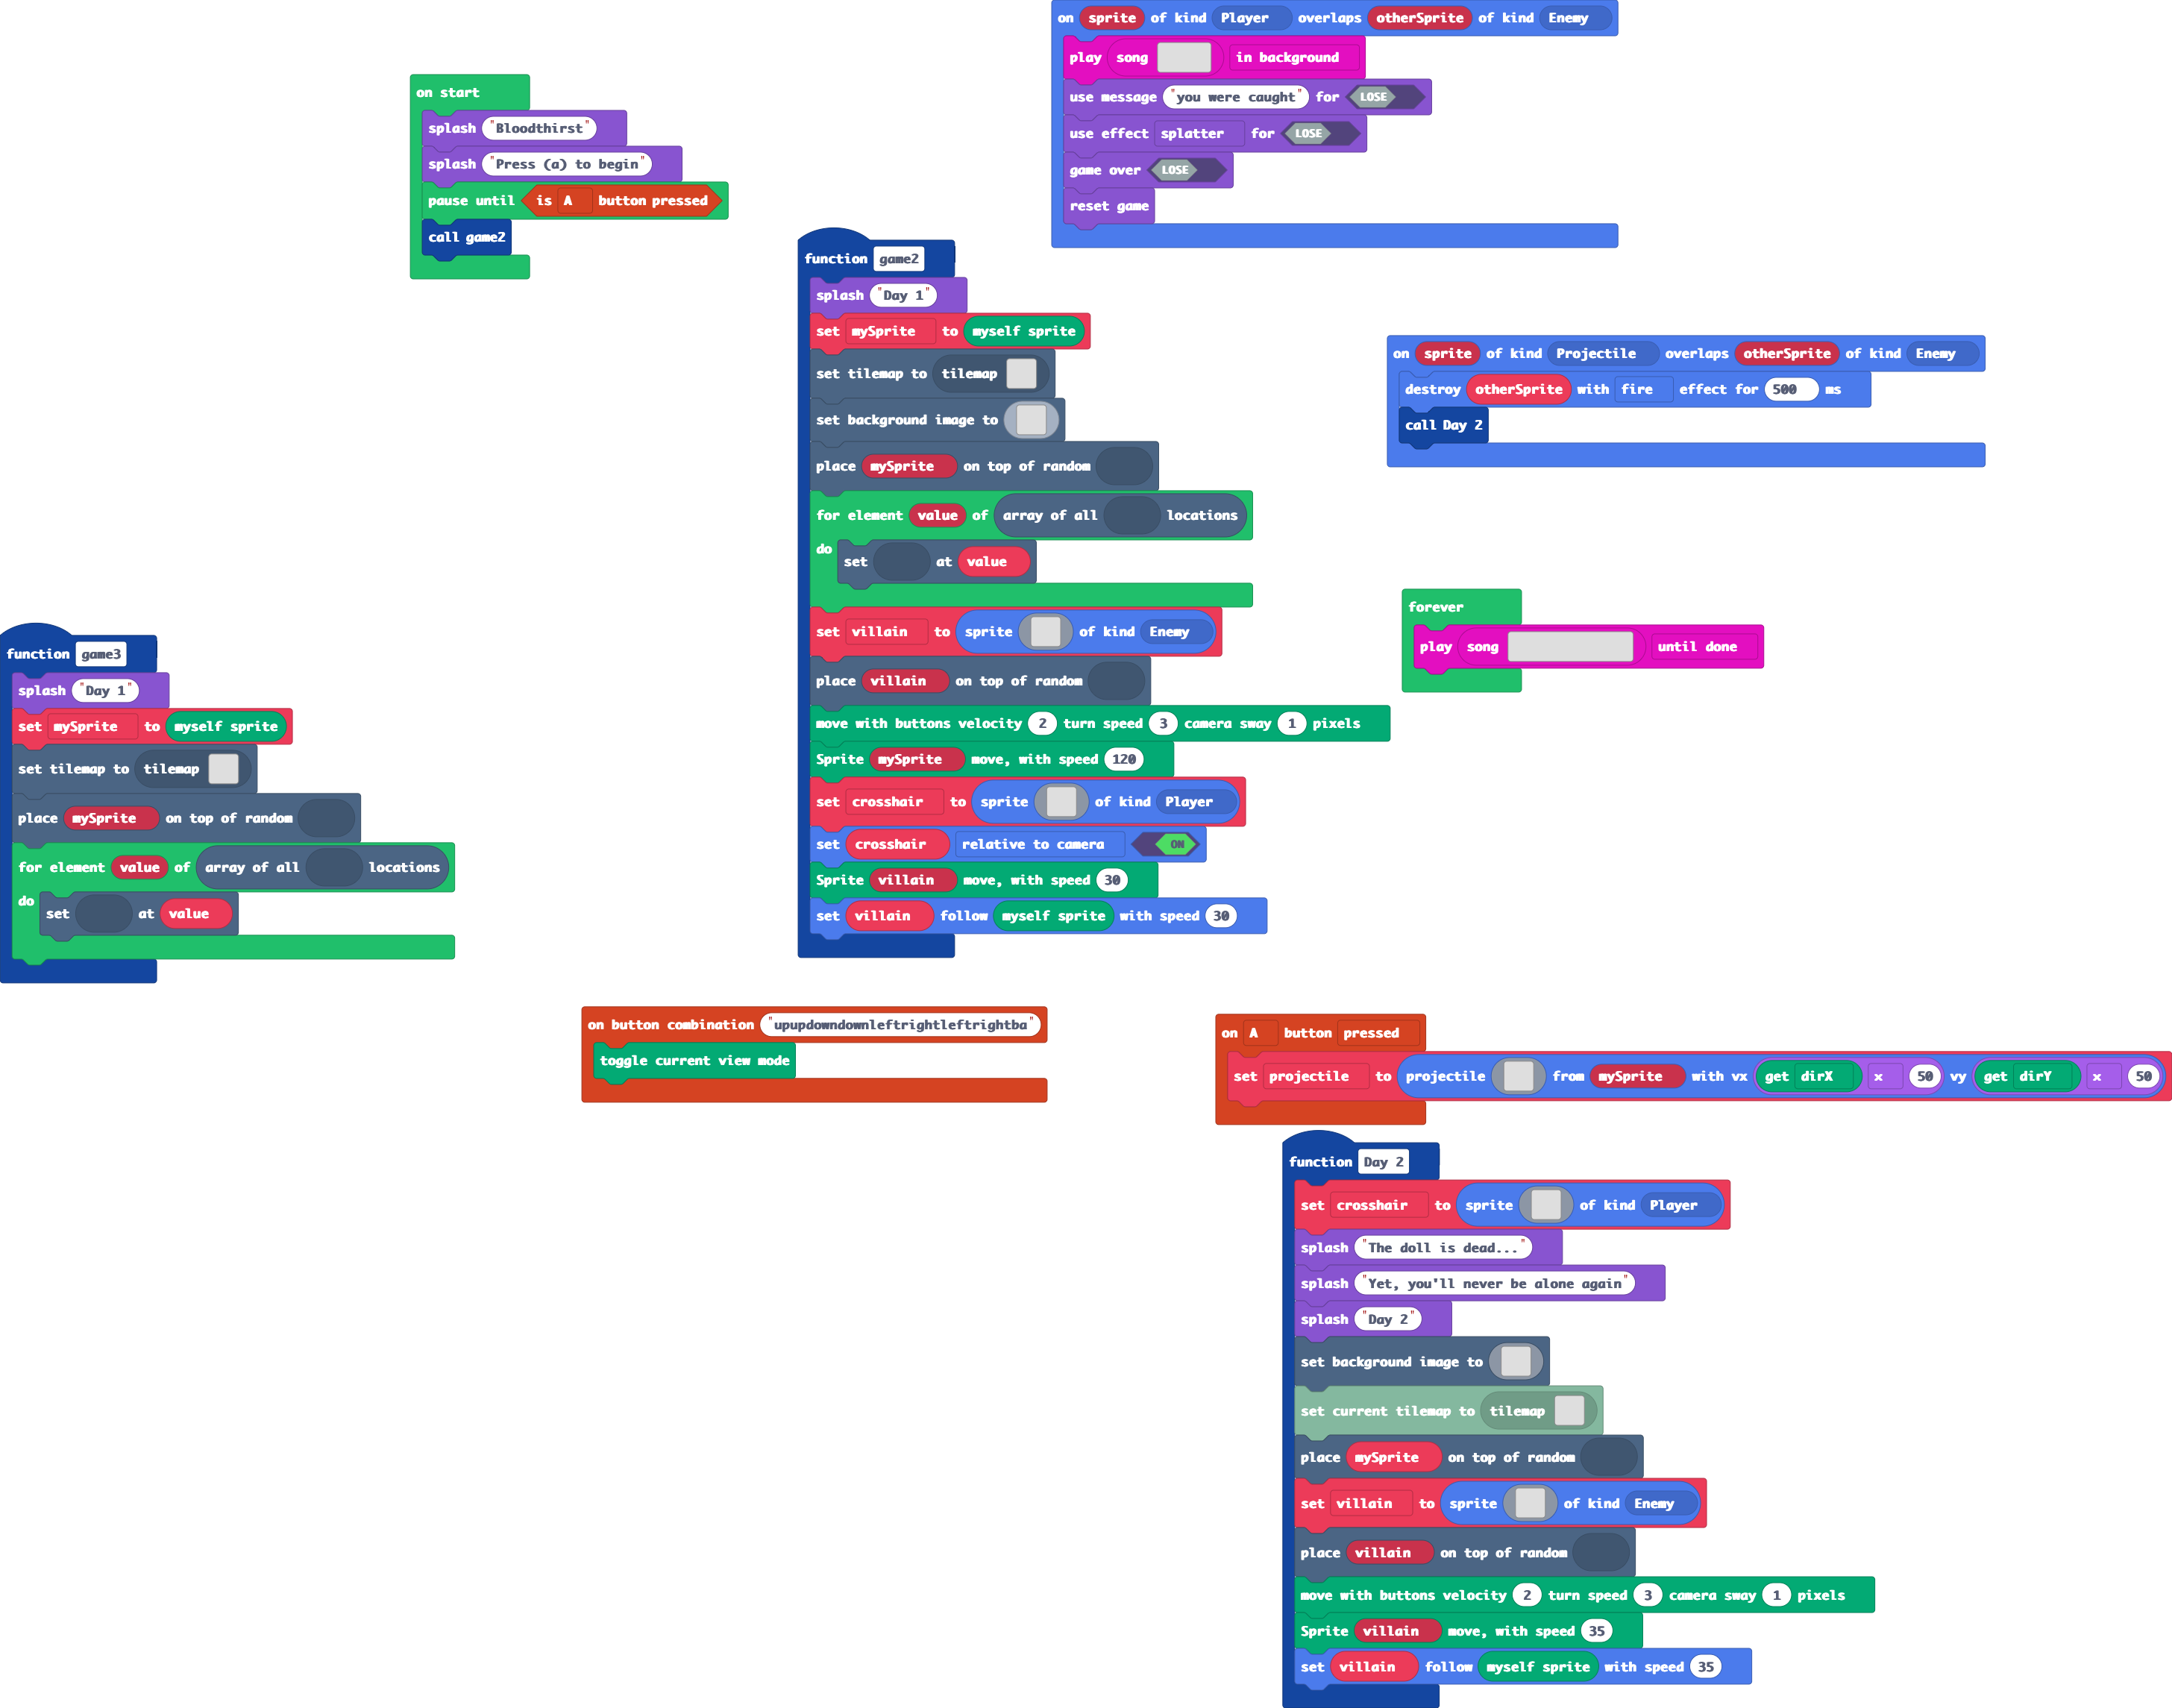 on start
splash "Bloodthirst"
splash "Press (a) to begin"
pause until is A button pressed
call game2
on sprite of kind Player overlaps otherSprite of kind Enemy
play song in background
use message "you were caught" for LOSE
use effect splatter for LOSE
game over LOSE
reset game
function game2
splash "Day 1"
set mySprite to myself sprite
set tilemap to tilemap
set background image to
place mySprite on top of random
for element value of array of all locations
do
set at value
set villain to sprite of kind Enemy
place villain on top of random
move with buttons velocity 2 turn speed 3 camera sway 1 pixels
Sprite mySprite move, with speed 120
set crosshair to sprite of kind Player
set crosshair relative to camera ON
Sprite villain move, with speed 30
set villain follow myself sprite with speed 30
on sprite of kind Projectile overlaps otherSprite of kind Enemy
destroy otherSprite with fire effect for 500 ms
call Day 2
forever
play song until done
function game3
splash "Day 1"
set mySprite to myself sprite
set tilemap to tilemap
place mySprite on top of random
for element value of array of all locations
do
set at value
on button combination "upupdowndownleftrightleftrightba"
toggle current view mode
on A button pressed
set projectile to projectile from mySprite with vx get dirX x 50 vy get dirY x 50
function Day 2
set crosshair to sprite of kind Player
splash "The doll is dead..."
splash "Yet, you'll never be alone again"
splash "Day 2"
set background image to
set current tilemap to tilemap
place mySprite on top of random
set villain to sprite of kind Enemy
place villain on top of random
move with buttons velocity 2 turn speed 3 camera sway 1 pixels
Sprite villain move, with speed 35
set villain follow myself sprite with speed 35